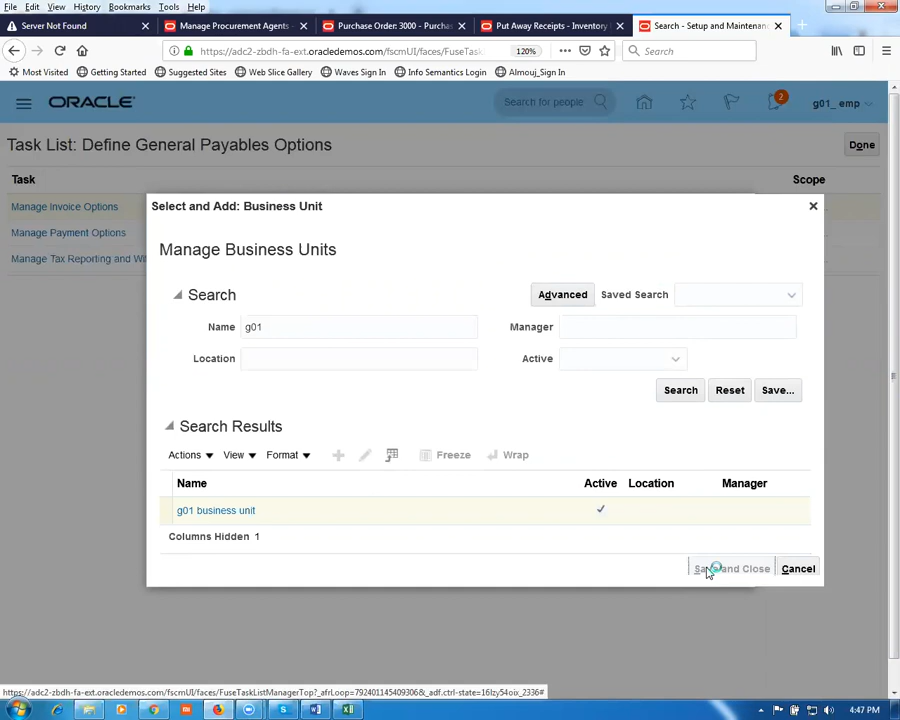 File Edit View History Bookmarks Tools Help
Server Not Found
Manage Procurement Agents -
Purchase Order: 3000 - Purchas
Put Away Receipts - Inventory
Search - Setup and Maintenanc
https://adc2-zbdh-fa-ext.oracledemos.com/fscmUI/faces/FuseTask
120%
Search
Most Visited Getting Started Suggested Sites Web Slice Gallery Waves Sign In Info Semantics Login Almouj_Sign In
ORACLE
Search for people
2
g01_ emp
Task List: Define General Payables Options
Done
Task
Scope
Manage Invoice Options
Manage Payment Options
Manage Tax Reporting and Wi
Select and Add: Business Unit
Manage Business Units
Search
Advanced
Saved Search
Name
g01
Manager
Location
Active
Search
Reset
Save...
Search Results
Actions
View
Format
Freeze
Wrap
Name
Active
Location
Manager
g01 business unit
Columns Hidden 1
Save and Close
Cancel
https://adc2-zbdh-fa-ext.oracledemos.com/fscmUI/faces/FuseTaskListManagerTop?_afrLoop=792401145409306&_adf.ctrl-state=16lzy54oix_2336#
4:47 PM